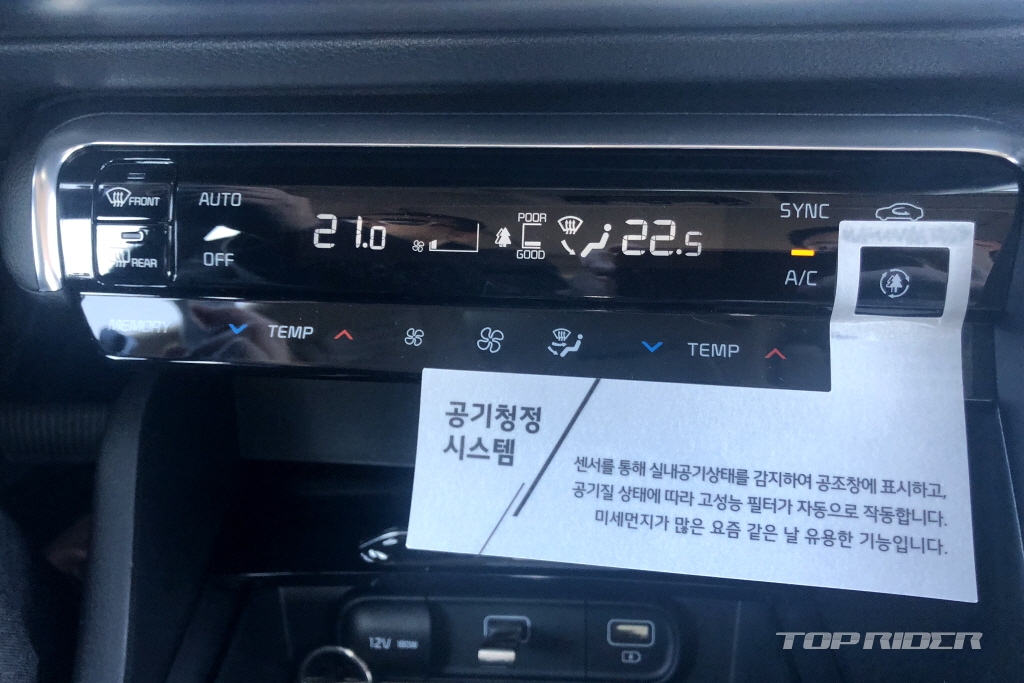 FRONT
AUTO
21.0
POOR
GOOD
22.5
SYNC
REAR
OFF
A/C
MEMORY
TEMP
TEMP
공기청정
시스템
센서를 통해 실내공기상태를 감지하여 공조창에 표시하고,
공기질 상태에 따라 고성능 필터가 자동으로 작동합니다.
미세먼지가 많은 요즘 같은 날 유용한 기능입니다.
12V 180W
TOP RIDER